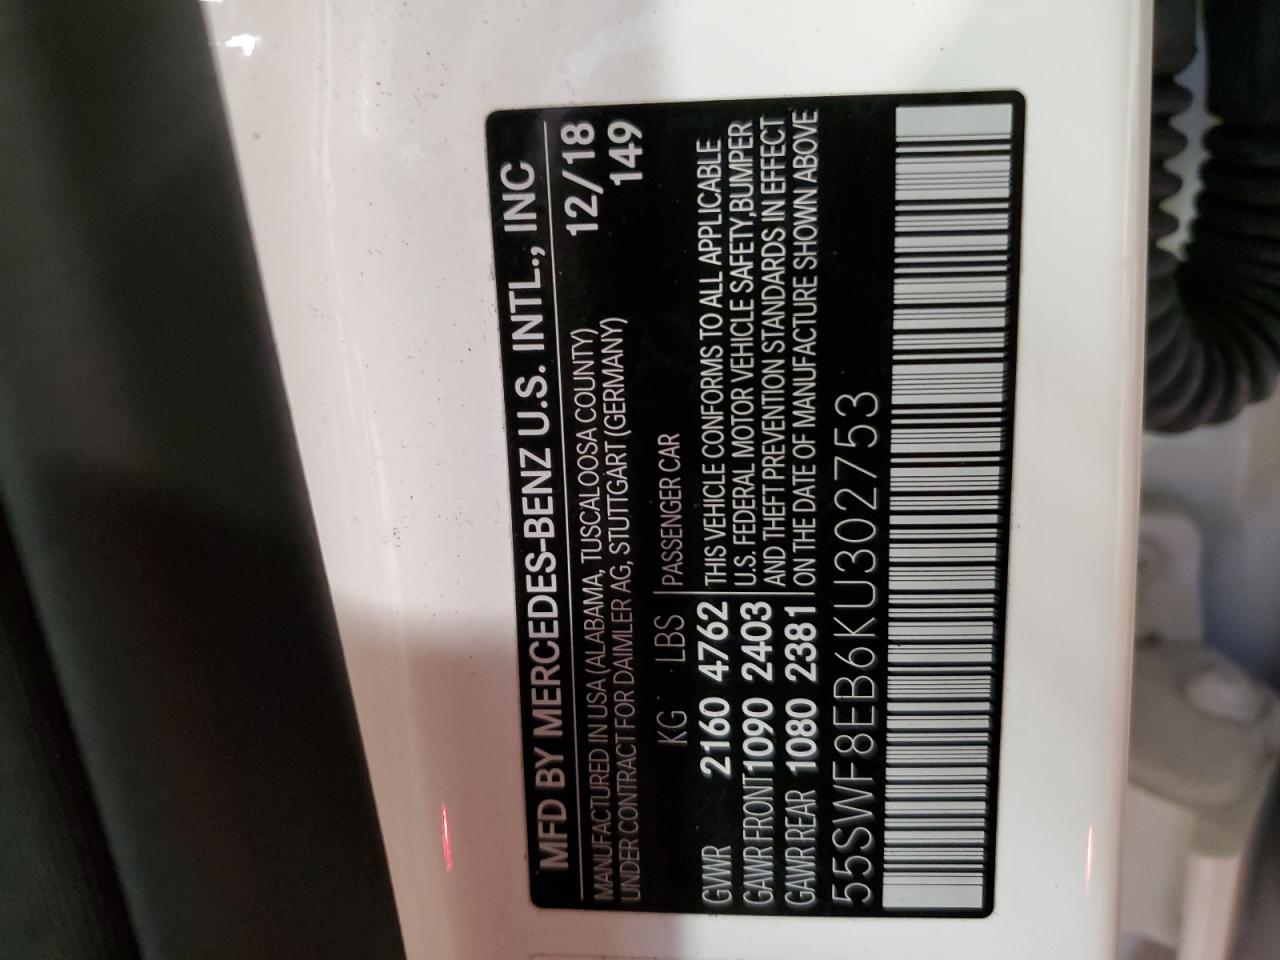 MFD BY MERCEDES-BENZ U.S. INTL., INC
MANUFACTURED IN USA (ALABAMA, TUSCALOOSA COUNTY) 12/18
UNDER CONTRACT FOR DAIMLER AG, STUTTGART (GERMANY) 149
KG LBS PASSENGER CAR
GVWR 2160 4762 THIS VEHICLE CONFORMS TO ALL APPLICABLE
GAWR FRONT 1090 2403 U.S. FEDERAL MOTOR VEHICLE SAFETY,BUMPER
AND THEFT PREVENTION STANDARDS IN EFFECT
GAWR REAR 1080 2381 ON THE DATE OF MANUFACTURE SHOWN ABOVE
55SWF8EB6KU302753